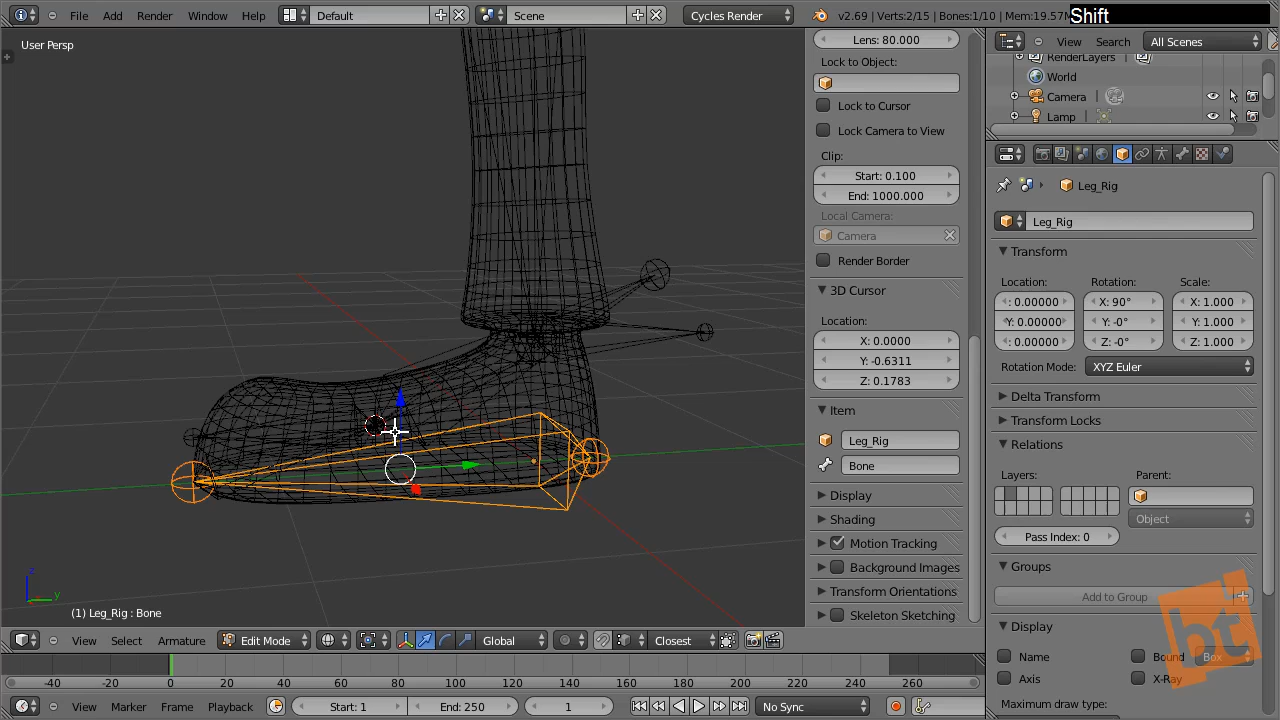 File Add Render Window Help Default Scene Cycles Render v2.69 | Verts:2/15 | Bones:1/10 | Mem:19.57 Shift
User Persp
Lens: 80.000
Lock to Object:
Lock to Cursor
Lock Camera to View
Clip:
Start: 0.100
End: 1000.000
Local Camera:
Camera
Render Border
3D Cursor
Location:
X: 0.0000
Y: -0.6311
Z: 0.1783
Item
Leg_Rig
Bone
Display
Shading
Motion Tracking
Background Images
Transform Orientations
Skeleton Sketching
View Search All Scenes
RenderLayers
World
Camera
Lamp
Leg_Rig
Leg_Rig
Transform
Location: Rotation: Scale:
: 0.00000 X: 90° X: 1.000
Y: 0.00000 Y: -0° Y: 1.000
: 0.00000 Z: -0° Z: 1.000
Rotation Mode: XYZ Euler
Delta Transform
Transform Locks
Relations
Layers: Parent:
Object
Pass Index: 0
Groups
Add to Group
Display
Name Bound Box
Axis X-Ray
Maximum draw type:
z
y
(1) Leg_Rig : Bone
View Select Armature Edit Mode Global Closest
-40 -20 0 20 40 60 80 100 120 140 160 180 200 220 240 260
View Marker Frame Playback Start: 1 End: 250 1 No Sync
bt